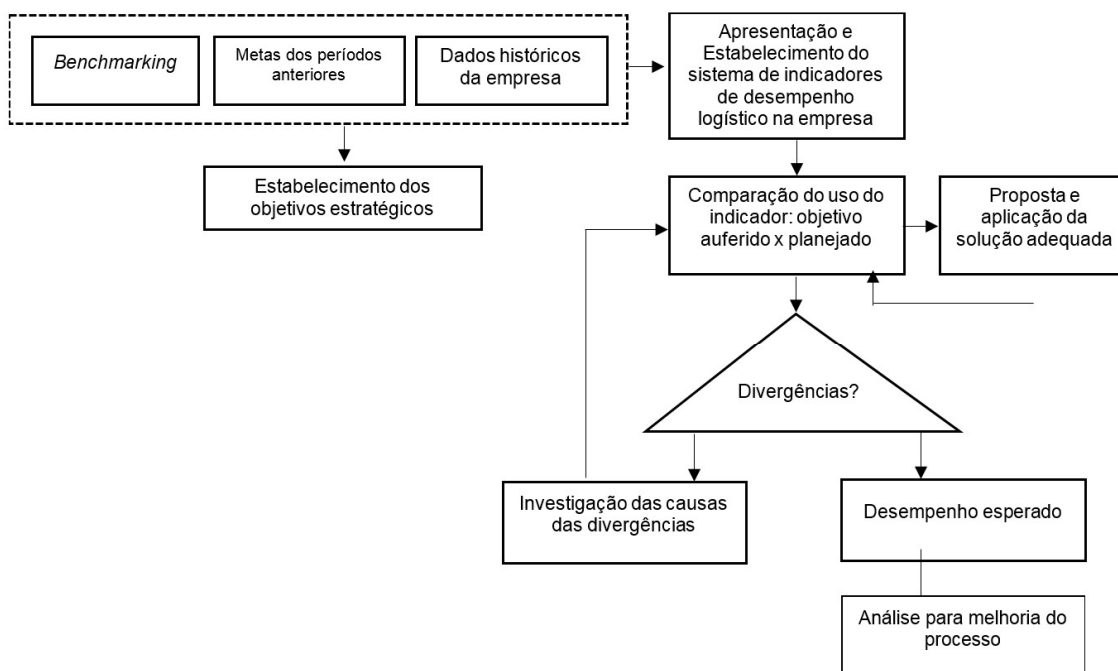 Benchmarking
Metas dos períodos
anteriores
Dados históricos
da empresa
Apresentação e
Estabelecimento do
sistema de indicadores
de desempenho
logístico na empresa
Estabelecimento dos
objetivos estratégicos
Comparação do uso do
indicador: objetivo
auferido x planejado
Proposta e
aplicação da
solução adequada
Divergências?
Investigação das causas
das divergências
Desempenho esperado
Análise para melhoria do
processo